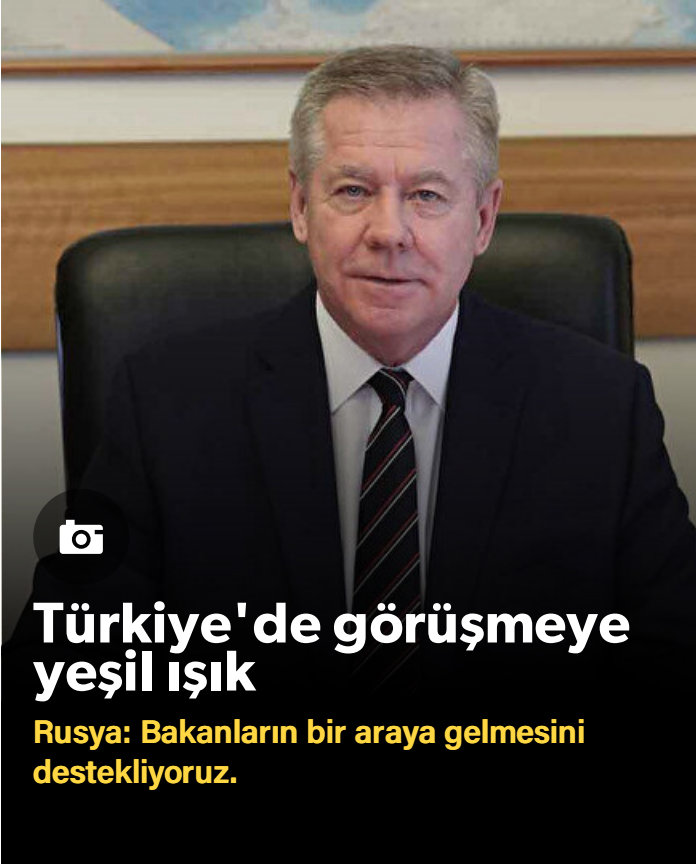 Türkiye'de görüşmeye
yeşil ışık
Rusya: Bakanların bir araya gelmesini
destekliyoruz.